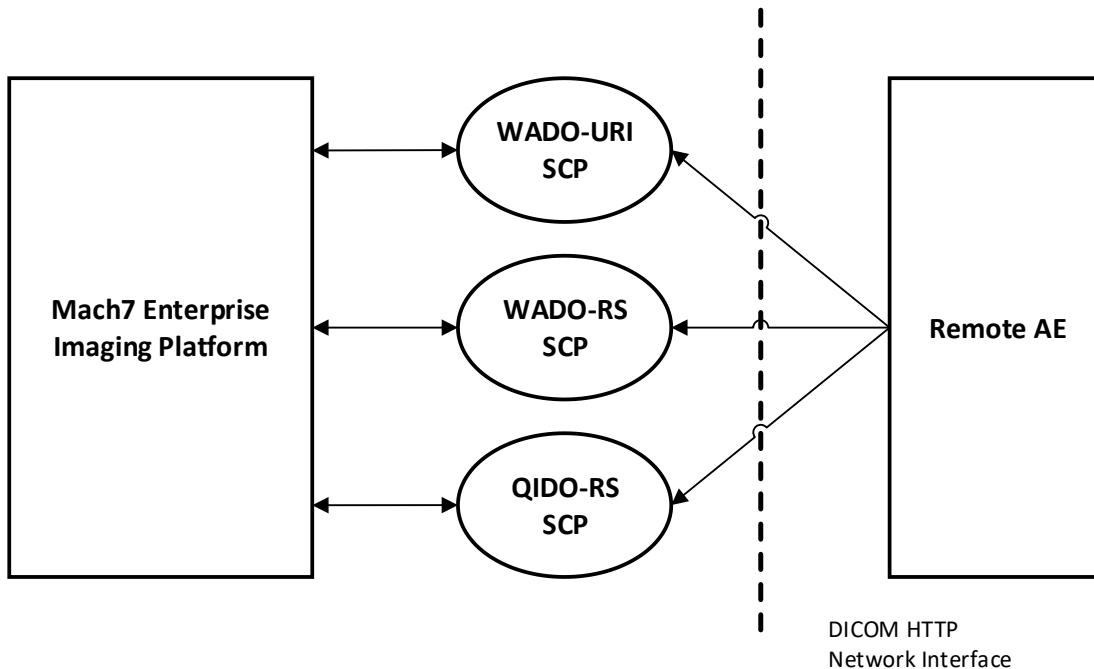 Mach7 Enterprise
Imaging Platform
WADO-URI
SCP
WADO-RS
SCP
QIDO-RS
SCP
Remote AE
DICOM HTTP
Network Interface